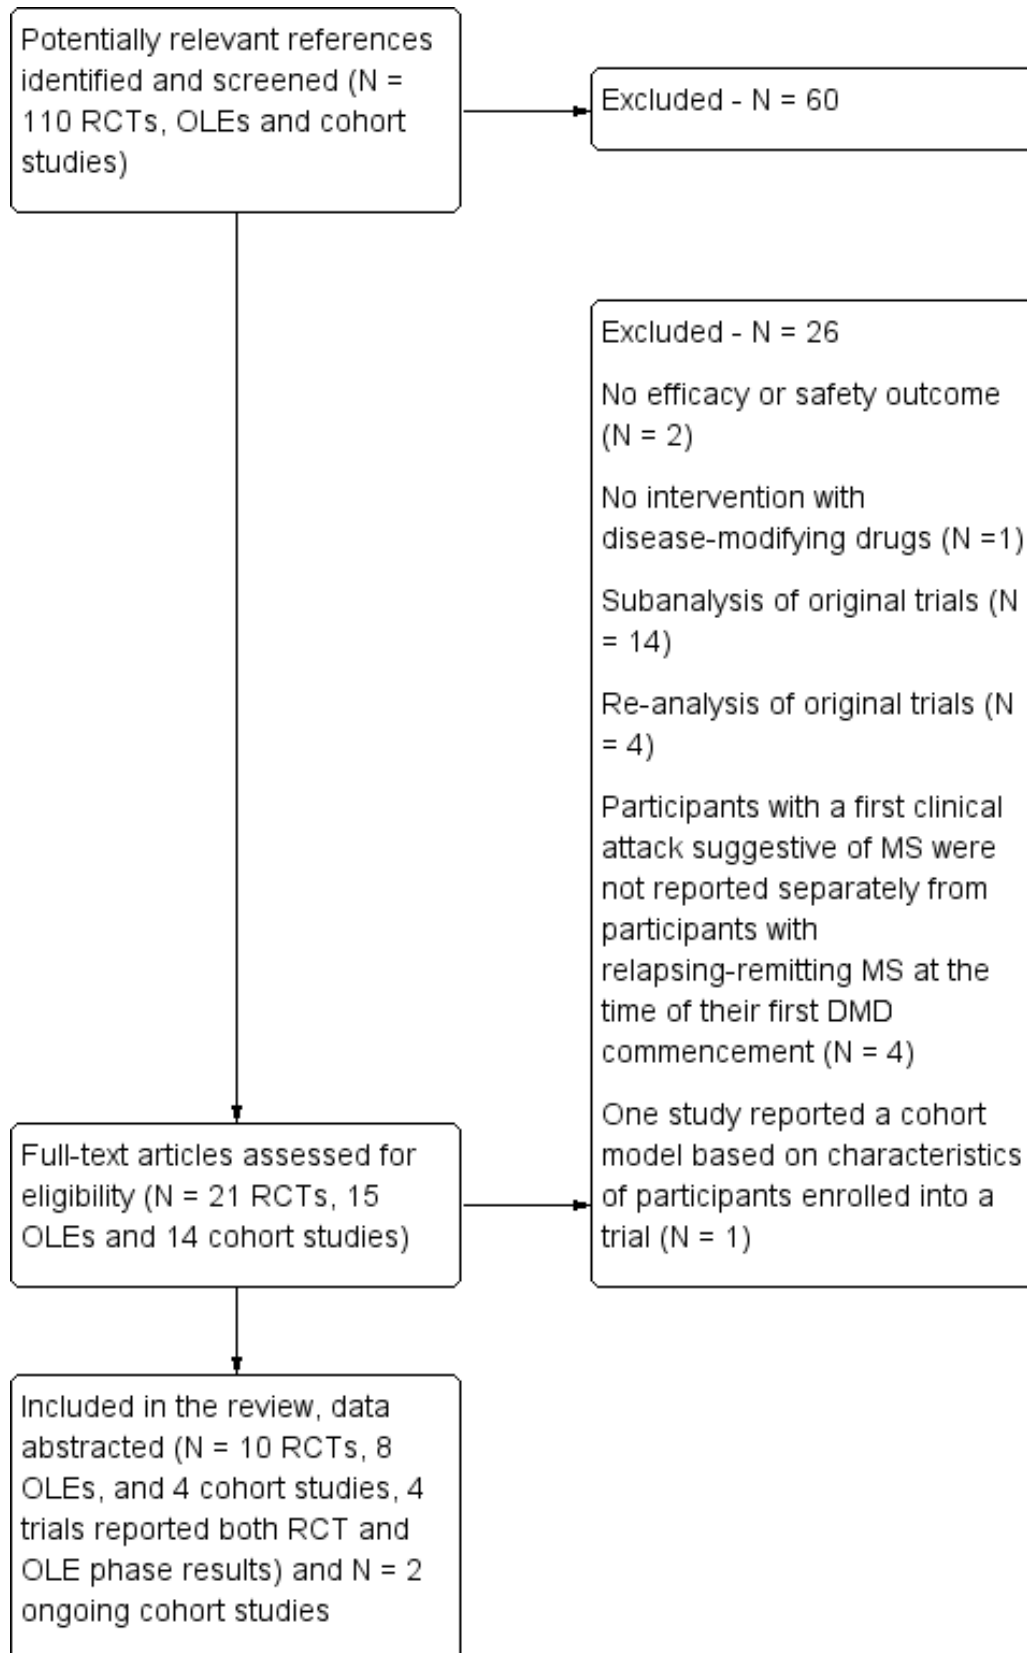 Potentially relevant references
identified and screened (N =
110 RCTs, OLEs and cohort
studies)
Excluded - N = 60
Excluded - N = 26
No efficacy or safety outcome
(N = 2)
No intervention with
disease-modifying drugs (N =1)
Subanalysis of original trials (N
= 14)
Re-analysis of original trials (N
= 4)
Participants with a first clinical
attack suggestive of MS were
not reported separately from
participants with
relapsing-remitting MS at the
time of their first DMD
commencement (N = 4)
One study reported a cohort
model based on characteristics
of participants enrolled into a
trial (N = 1)
Full-text articles assessed for
eligibility (N = 21 RCTs, 15
OLEs and 14 cohort studies)
Included in the review, data
abstracted (N = 10 RCTs, 8
OLEs, and 4 cohort studies, 4
trials reported both RCT and
OLE phase results) and N = 2
ongoing cohort studies